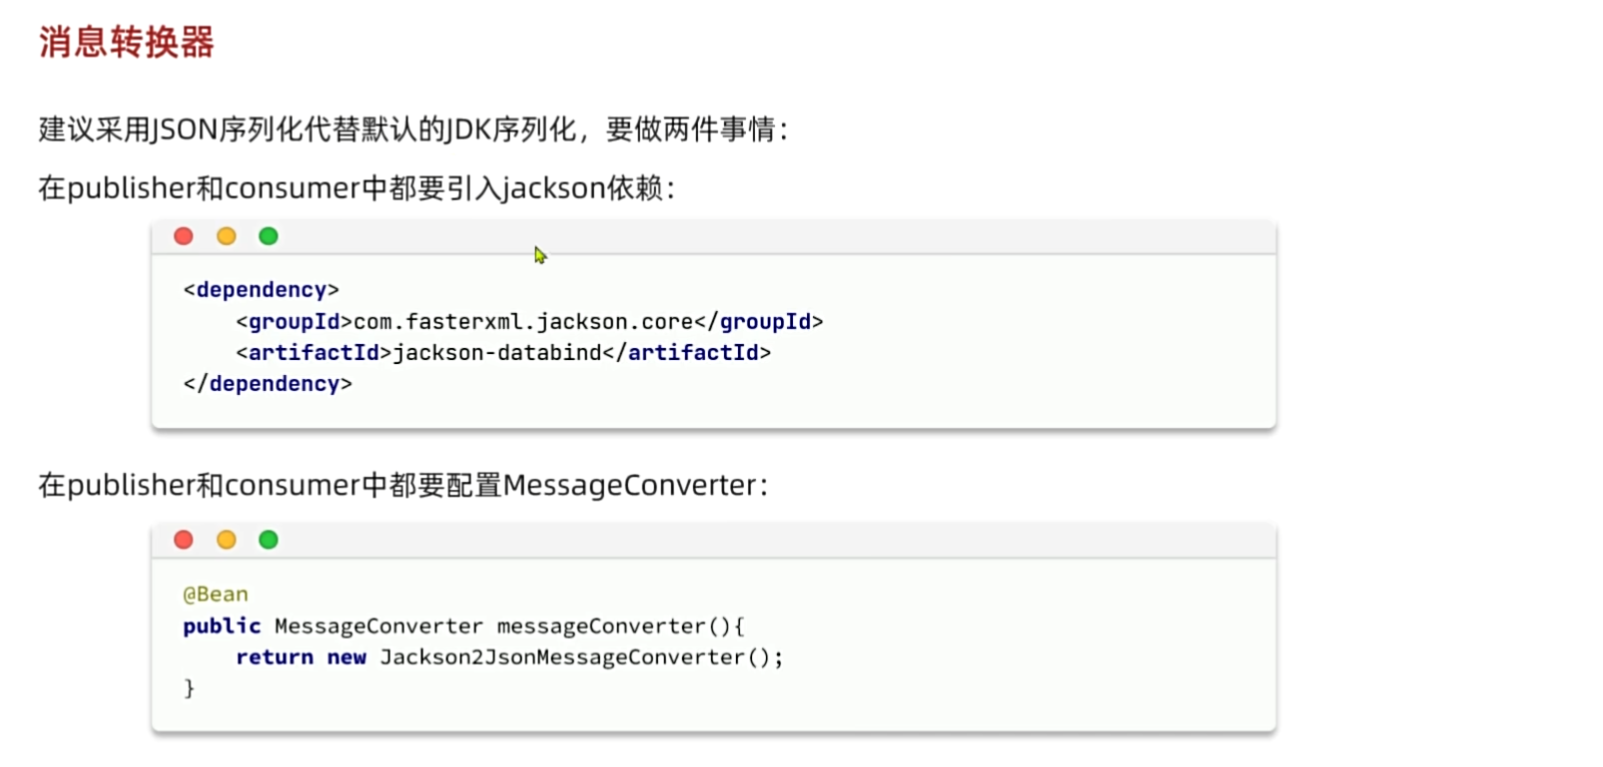 消息转换器
建议采用JSON序列化代替默认的JDK序列化，要做两件事情：
在publisher和consumer中都要引入jackson依赖：
<dependency>
    <groupId>com.fasterxml.jackson.core</groupId>
    <artifactId>jackson-databind</artifactId>
</dependency>
在publisher和consumer中都要配置MessageConverter：
@Bean
public MessageConverter messageConverter(){
    return new Jackson2JsonMessageConverter();
}